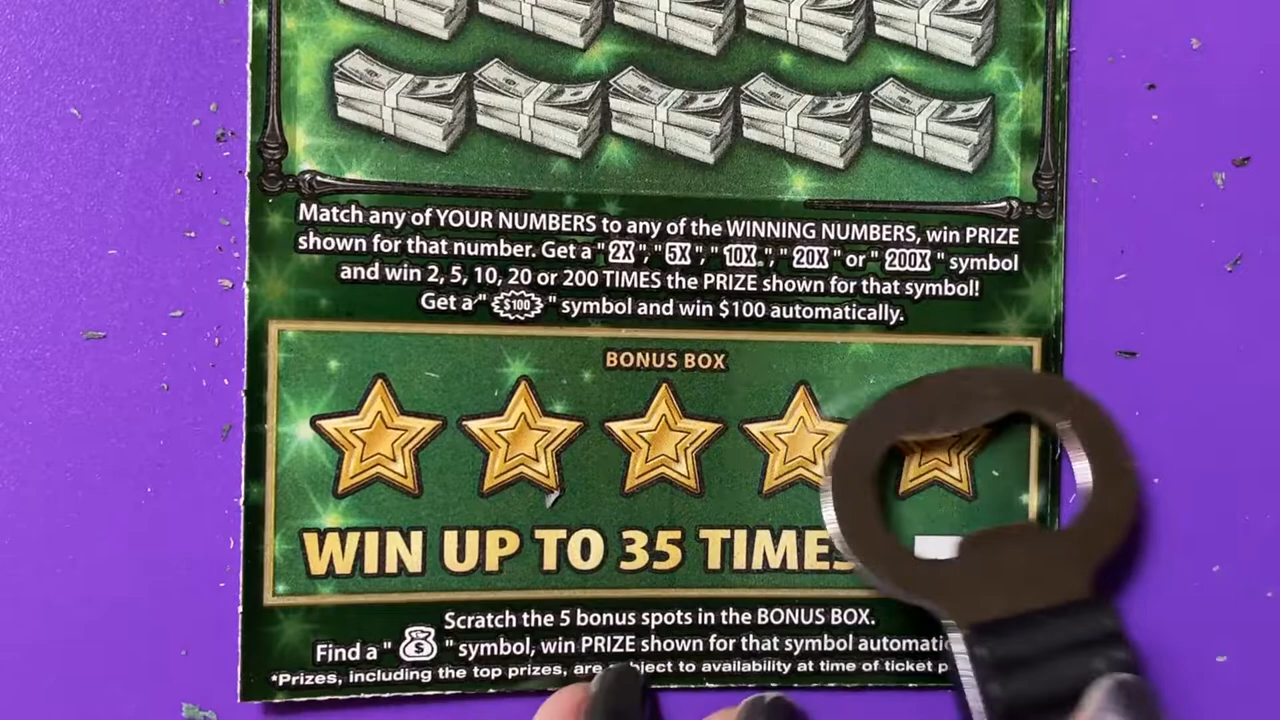 Match any of YOUR NUMBERS to any of the WINNING NUMBERS, win PRIZE
shown for that number. Get a "2X", "5X", "10X", "20X" or "200X" symbol
and win 2, 5, 10, 20 or 200 TIMES the PRIZE shown for that symbol!
Get a "$100" symbol and win $100 automatically.
BONUS BOX
WIN UP TO 35 TIMES
Scratch the 5 bonus spots in the BONUS BOX.
Find a "$" symbol, win PRIZE shown for that symbol
*Prizes, including the top prizes, are to availability at time of ticket